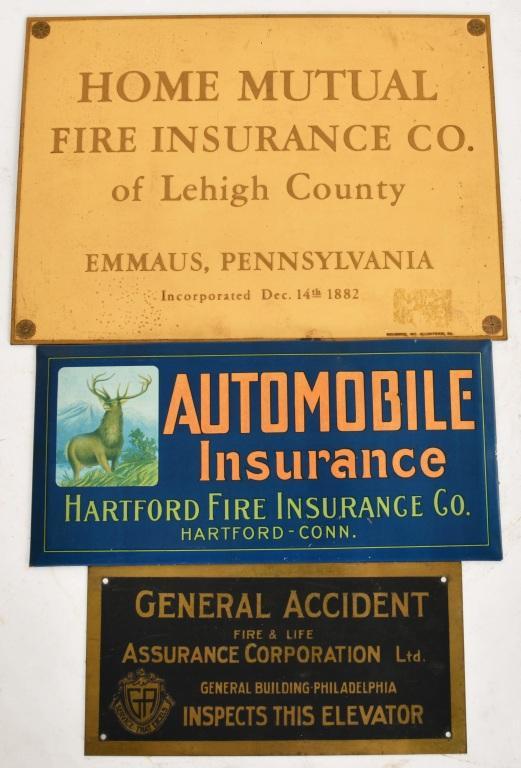 HOME MUTUAL
FIRE INSURANCE CO.
of Lehigh County
EMMAUS, PENNSYLVANIA
Incorporated Dec. 14th 1882
AUTOMOBILE
Insurance
HARTFORD FIRE INSURANCE CO.
HARTFORD-CONN.
GENERAL ACCIDENT
FIRE & LIFE
ASSURANCE CORPORATION Ltd.
GENERAL BUILDING-PHILADELPHIA
INSPECTS THIS ELEVATOR